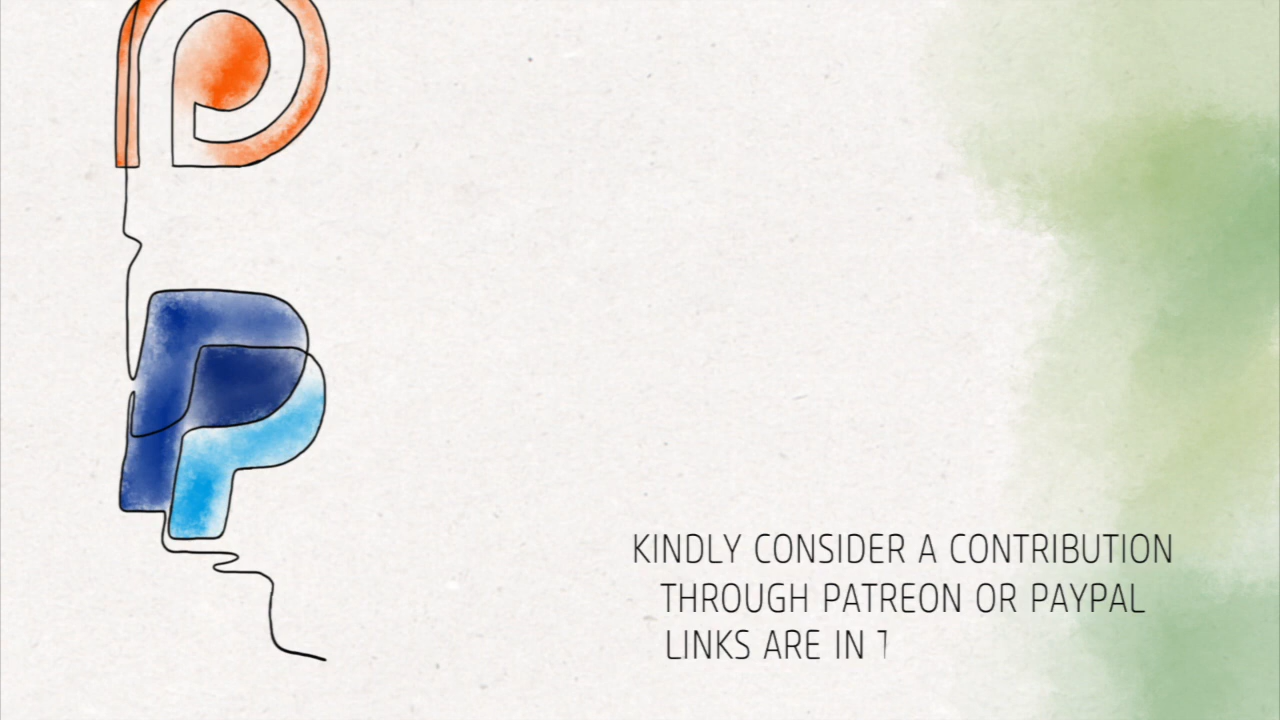 KINDLY CONSIDER A CONTRIBUTION
THROUGH PATREON OR PAYPAL
LINKS ARE IN